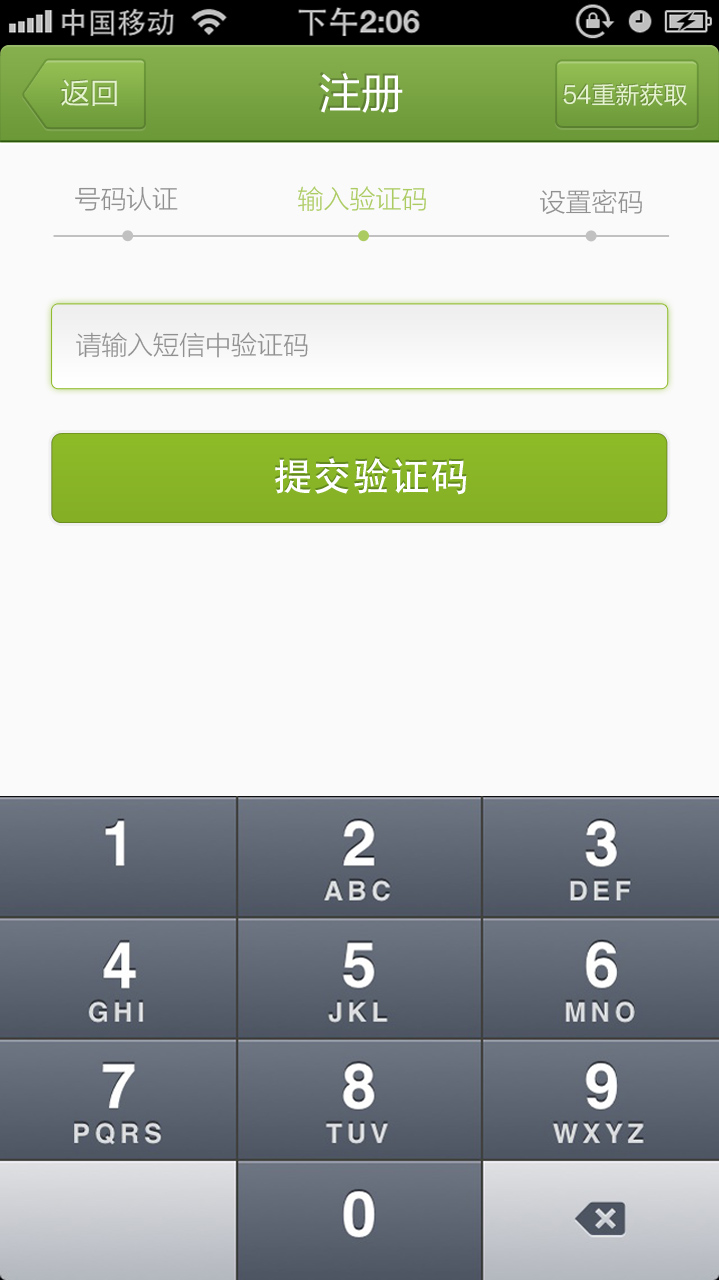 中国移动 下午2:06
返回 注册 54重新获取
号码认证 输入验证码 设置密码
请输入短信中验证码
提交验证码
1 2 3
ABC DEF
4 5 6
GHI JKL MNO
7 8 9
PQRS TUV WXYZ
0